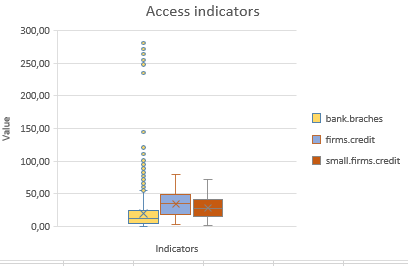 Access indicators
300,00
250,00
200,00
150,00
100,00
50,00
0,00
Value
Indicators
bank.braches
firms.credit
small.firms.credit